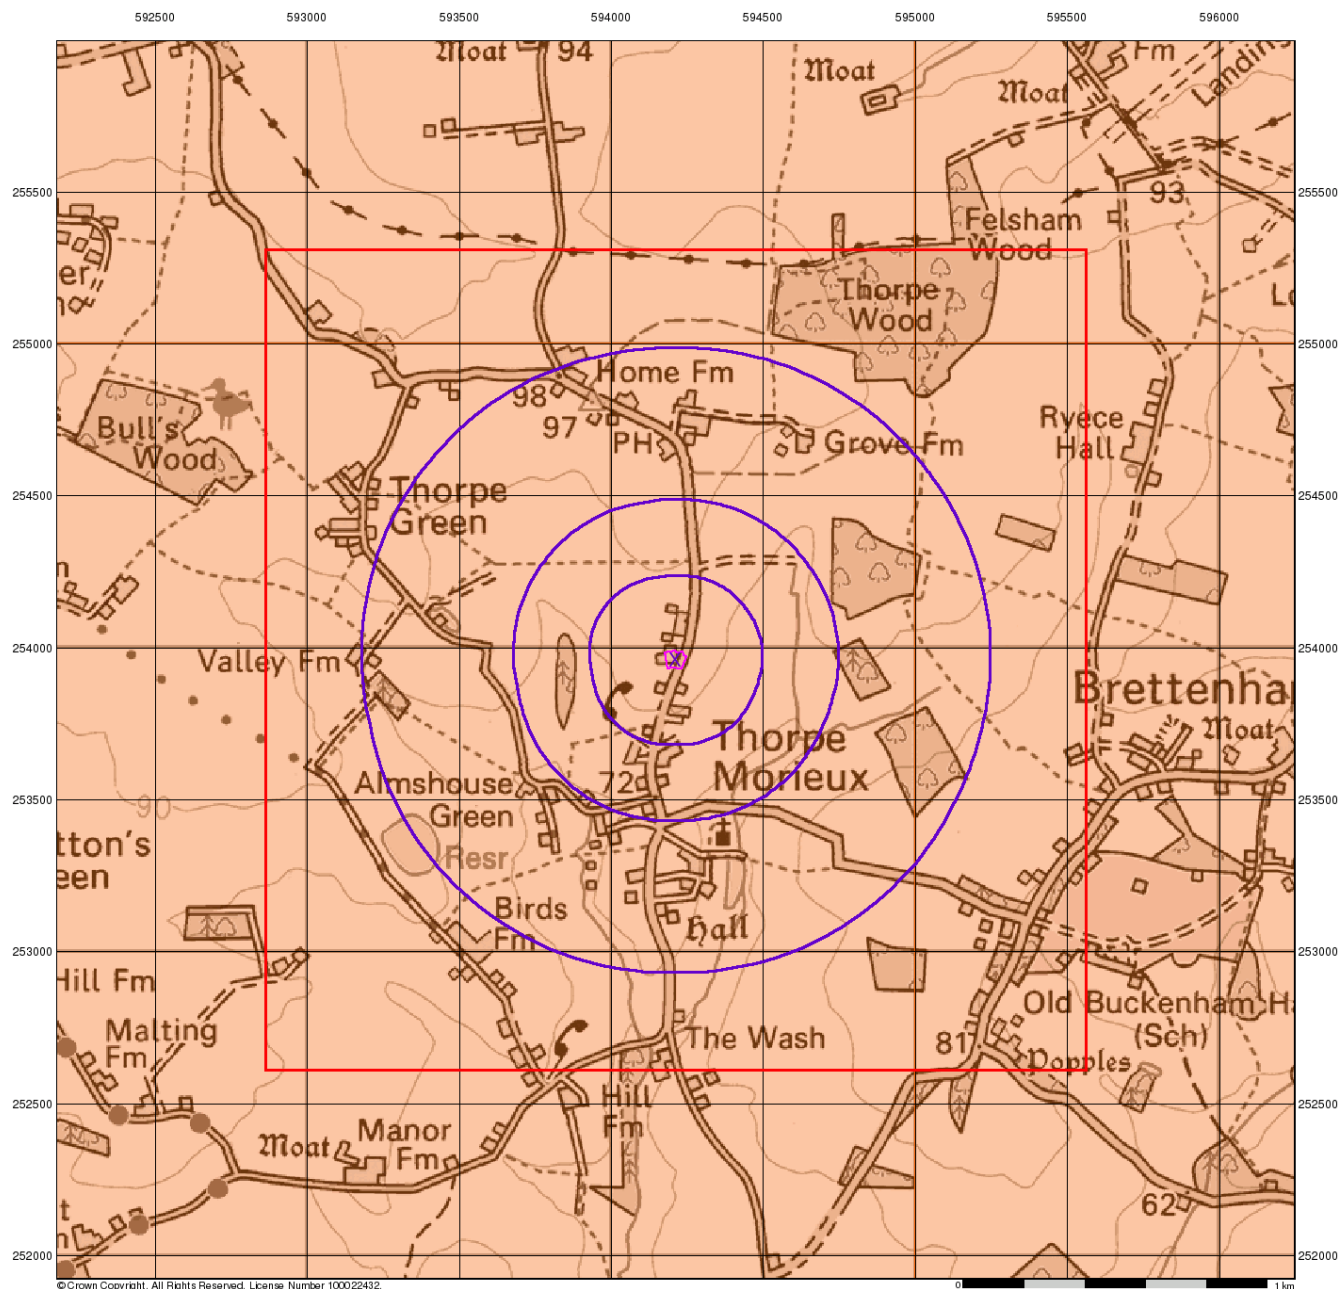 592500 593000 593500 594000 594500 595000 595500 596000
Moat
94
Fm
Moat
Landing
Moat
255500
255500
93
Felsham
Wood
er
Thorpe
Wood
255000
255000
Home Fm
98
97
PH
Grove Fm
Bull's
Wood
Ryece
Hall
254500
254500
Thorpe
Green
254000
254000
Valley Fm
Brettenha
Moat
Thorpe
Morieux
Almshouse
Green
72
253500
253500
90
Resr
tton's
een
Birds
Fm
Hall
253000
253000
Hill Fm
Old Buckenham Ha
(Sch)
Malting
Fm
The Wash
81
Popples
252500
252500
Hill
Fm
Moat
Manor
Fm
62
t
252000
252000
© Crown Copyright. All Rights Reserved. License Number 100022432.
0 1 km